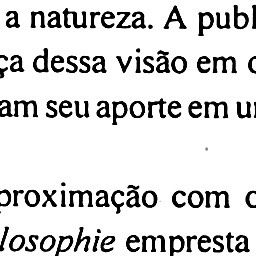 a natureza. A publ
ça dessa visão em
am seu aporte em u
proximação com
losophie empresta